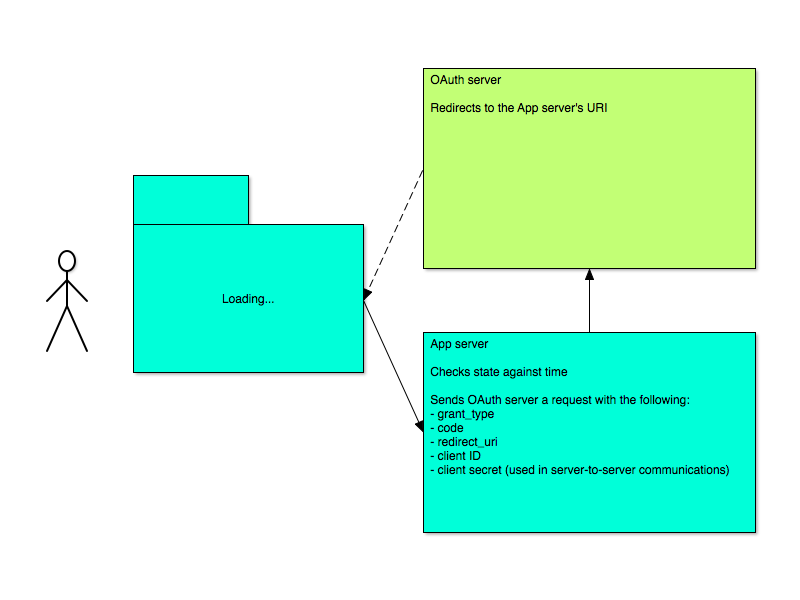 OAuth server
Redirects to the App server's URI
Loading...
App server
Checks state against time
Sends OAuth server a request with the following:
- grant_type
- code
- redirect_uri
- client ID
- client secret (used in server-to-server communications)